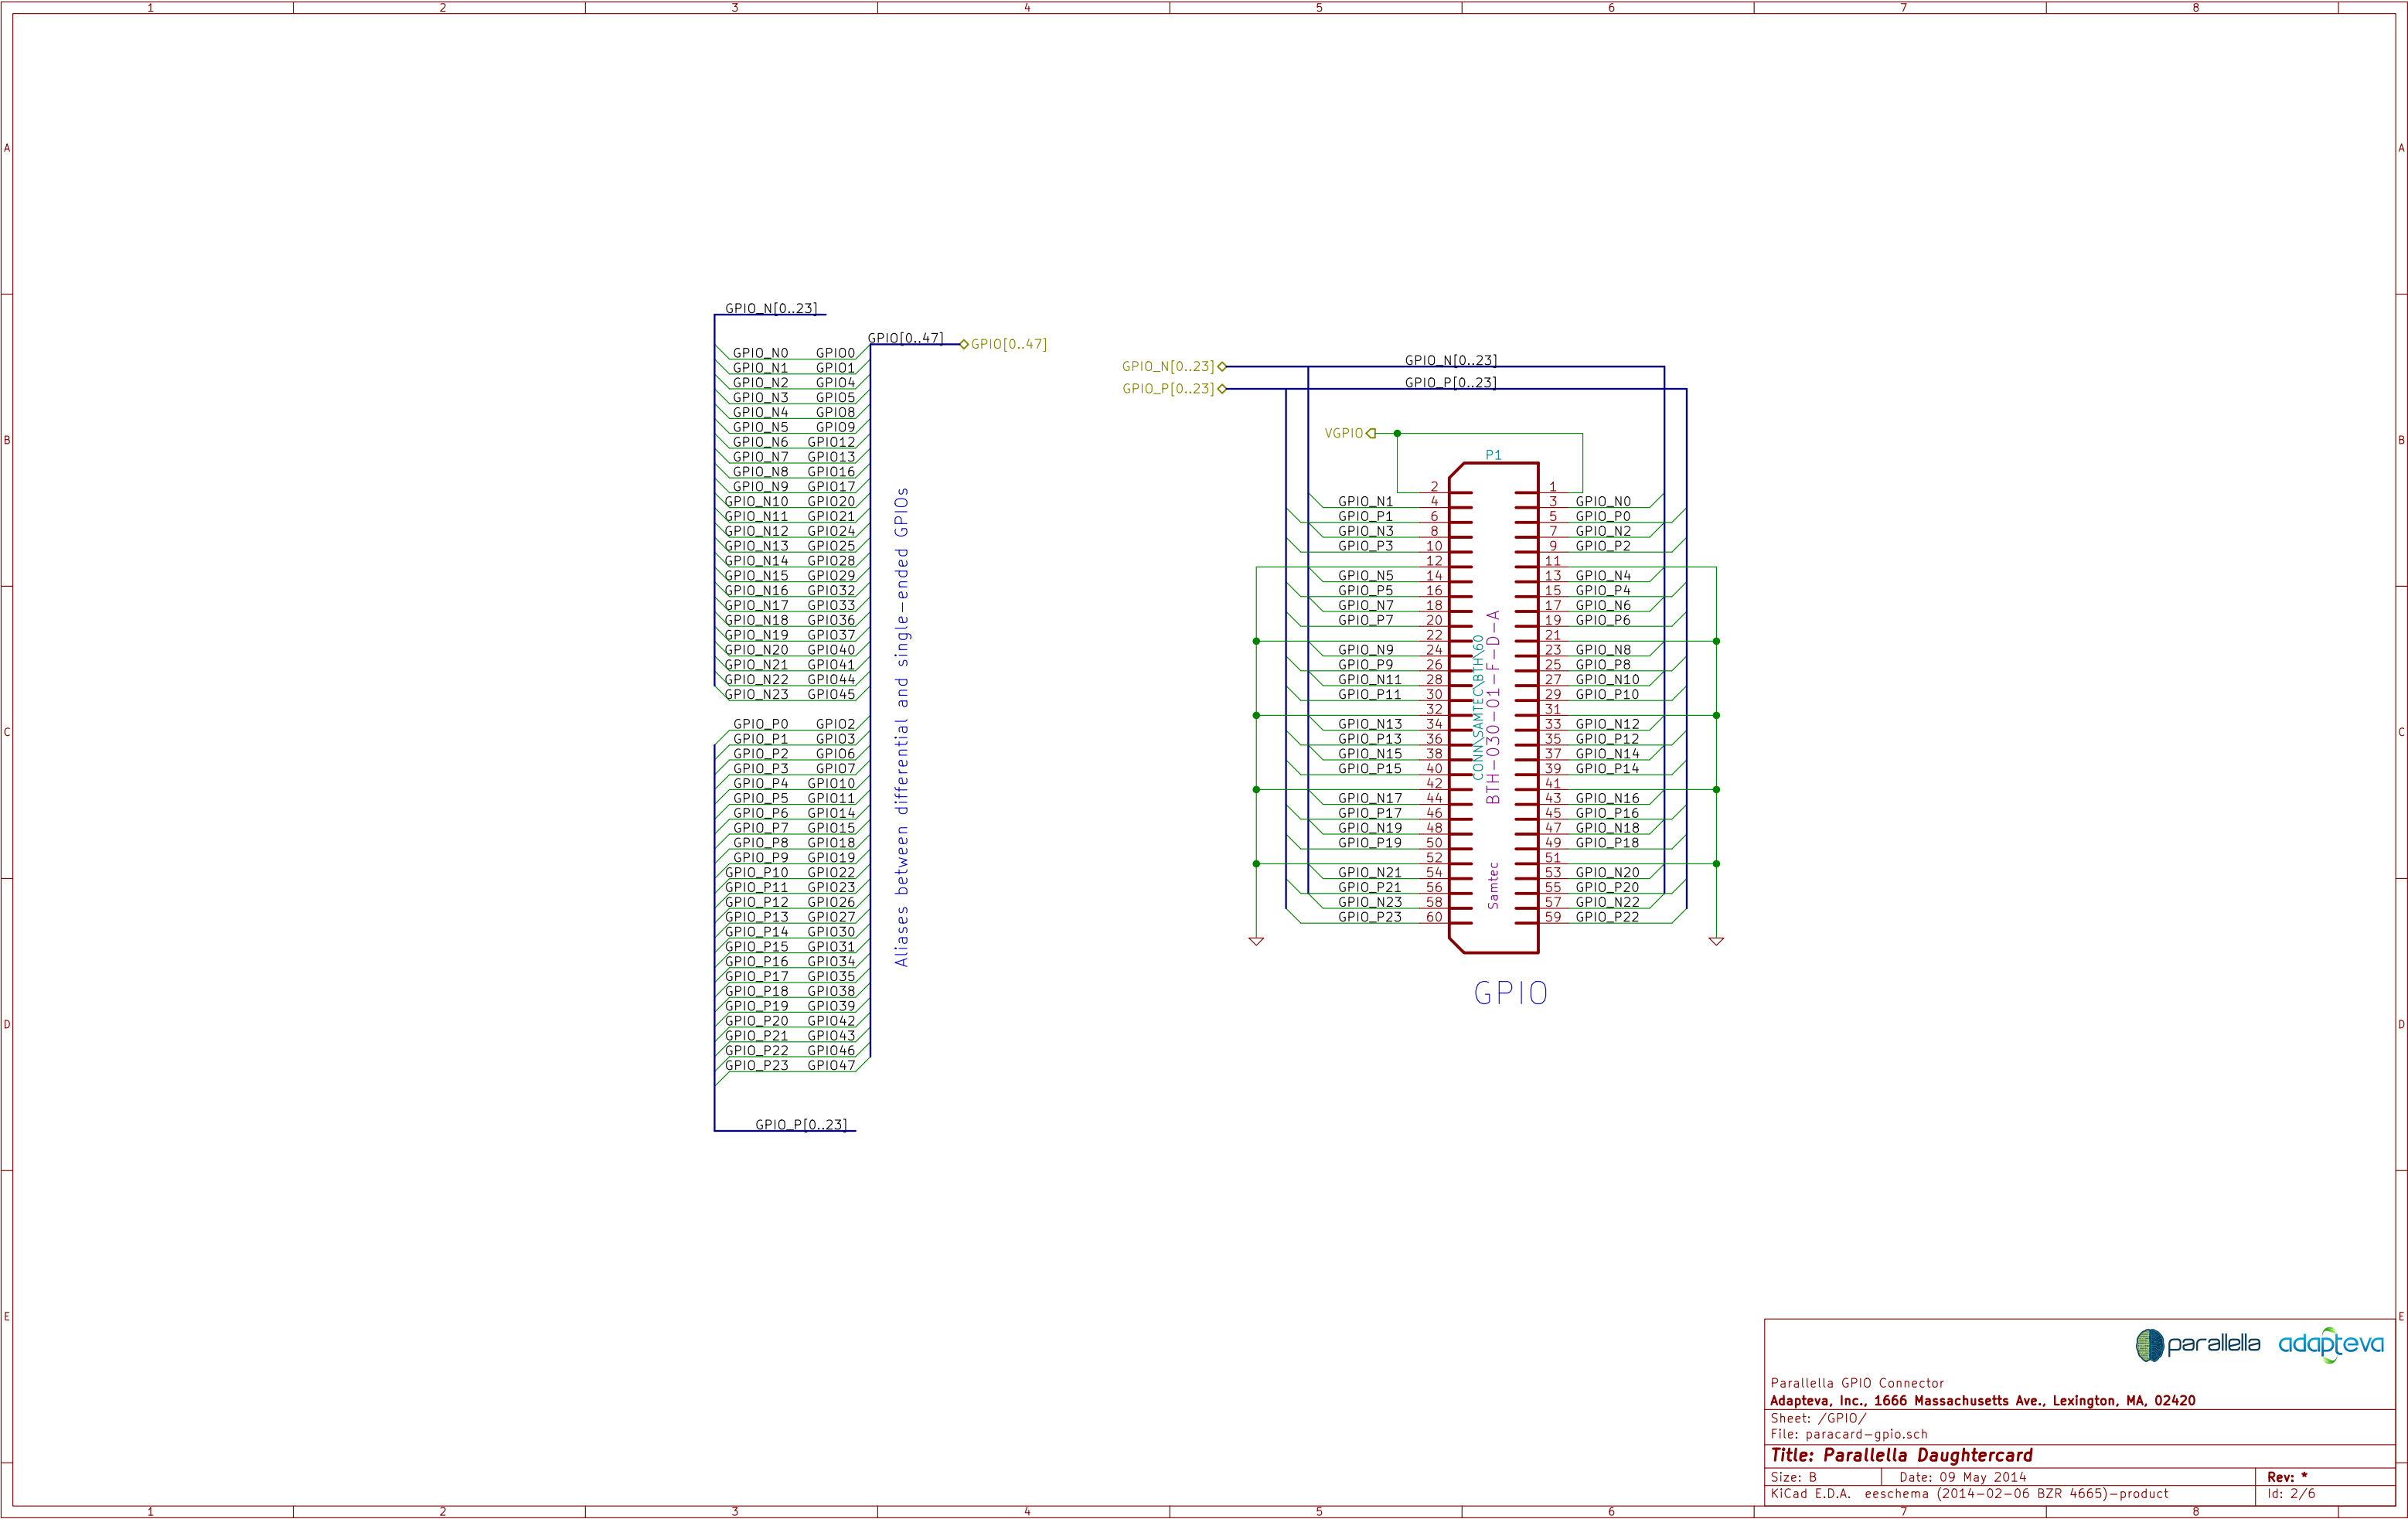 1 2 3 4 5 6 7 8
A A
B B
C C
D D
E E
GPIO_N[0..23]
GPIO[0..47] GPIO[0..47]
GPIO_N0 GPIO0
GPIO_N1 GPIO1
GPIO_N2 GPIO4
GPIO_N3 GPIO5
GPIO_N4 GPIO8
GPIO_N5 GPIO9
GPIO_N6 GPIO12
GPIO_N7 GPIO13
GPIO_N8 GPIO16
GPIO_N9 GPIO17
GPIO_N10 GPIO20
GPIO_N11 GPIO21
GPIO_N12 GPIO24
GPIO_N13 GPIO25
GPIO_N14 GPIO28
GPIO_N15 GPIO29
GPIO_N16 GPIO32
GPIO_N17 GPIO33
GPIO_N18 GPIO36
GPIO_N19 GPIO37
GPIO_N20 GPIO40
GPIO_N21 GPIO41
GPIO_N22 GPIO44
GPIO_N23 GPIO45
GPIO_P0 GPIO2
GPIO_P1 GPIO3
GPIO_P2 GPIO6
GPIO_P3 GPIO7
GPIO_P4 GPIO10
GPIO_P5 GPIO11
GPIO_P6 GPIO14
GPIO_P7 GPIO15
GPIO_P8 GPIO18
GPIO_P9 GPIO19
GPIO_P10 GPIO22
GPIO_P11 GPIO23
GPIO_P12 GPIO26
GPIO_P13 GPIO27
GPIO_P14 GPIO30
GPIO_P15 GPIO31
GPIO_P16 GPIO34
GPIO_P17 GPIO35
GPIO_P18 GPIO38
GPIO_P19 GPIO39
GPIO_P20 GPIO42
GPIO_P21 GPIO43
GPIO_P22 GPIO46
GPIO_P23 GPIO47
GPIO_P[0..23]
Aliases between differential and single-ended GPIOs
GPIO_N[0..23] GPIO_N[0..23]
GPIO_P[0..23] GPIO_P[0..23]
VGPIO
P1
2 1
GPIO_N1 4 3 GPIO_N0
GPIO_P1 6 5 GPIO_P0
GPIO_N3 8 7 GPIO_N2
GPIO_P3 10 9 GPIO_P2
12 11
GPIO_N5 14 13 GPIO_N4
GPIO_P5 16 15 GPIO_P4
GPIO_N7 18 17 GPIO_N6
GPIO_P7 20 19 GPIO_P6
22 21
GPIO_N9 24 23 GPIO_N8
GPIO_P9 26 25 GPIO_P8
GPIO_N11 28 27 GPIO_N10
GPIO_P11 30 29 GPIO_P10
32 31
GPIO_N13 34 33 GPIO_N12
GPIO_P13 36 35 GPIO_P12
GPIO_N15 38 37 GPIO_N14
GPIO_P15 40 39 GPIO_P14
42 41
GPIO_N17 44 43 GPIO_N16
GPIO_P17 46 45 GPIO_P16
GPIO_N19 48 47 GPIO_N18
GPIO_P19 50 49 GPIO_P18
52 51
GPIO_N21 54 53 GPIO_N20
GPIO_P21 56 55 GPIO_P20
GPIO_N23 58 57 GPIO_N22
GPIO_P23 60 59 GPIO_P22
CONN\SAMTEC\BTH\60
BTH-030-01-F-D-A
Samtec
GPIO
parallella adapteva
Parallella GPIO Connector
Adapteva, Inc., 1666 Massachusetts Ave., Lexington, MA, 02420
Sheet: /GPIO/
File: paracard-gpio.sch
Title: Parallella Daughtercard
Size: B Date: 09 May 2014 Rev: *
KiCad E.D.A. eeschema (2014-02-06 BZR 4665)-product Id: 2/6
1 2 3 4 5 6 7 8